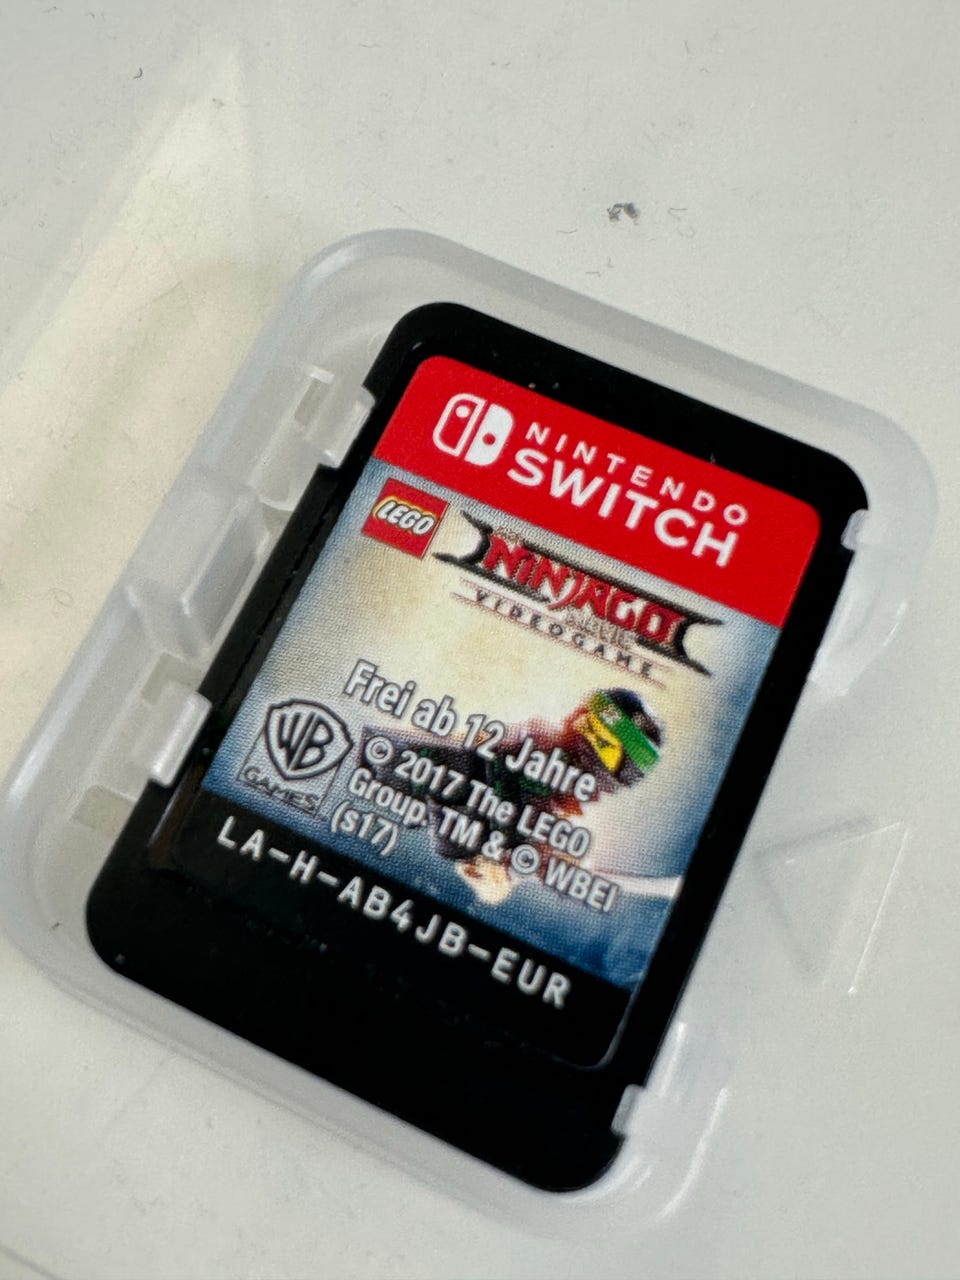 NINTENDO
SWITCH
LEGO
NINJAGO
VIDEOGAME
Frei ab 12 Jahre
WB
GAMES
© 2017 The LEGO
Group. TM & © WBEI
(s17)
LA-H-AB4JB-EUR